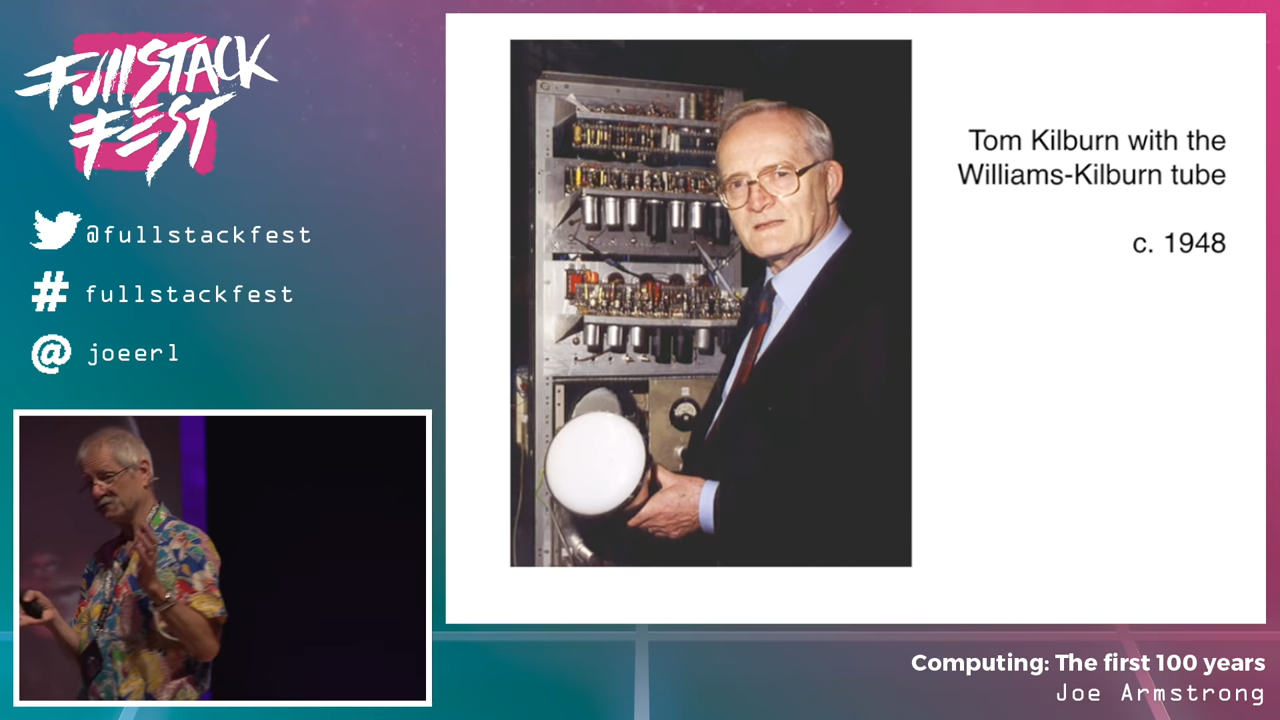 FullStack
Fest
@fullstackfest
# fullstackfest
@ joeerl
Tom Kilburn with the
Williams-Kilburn tube
c. 1948
Computing: The first 100 years
Joe Armstrong